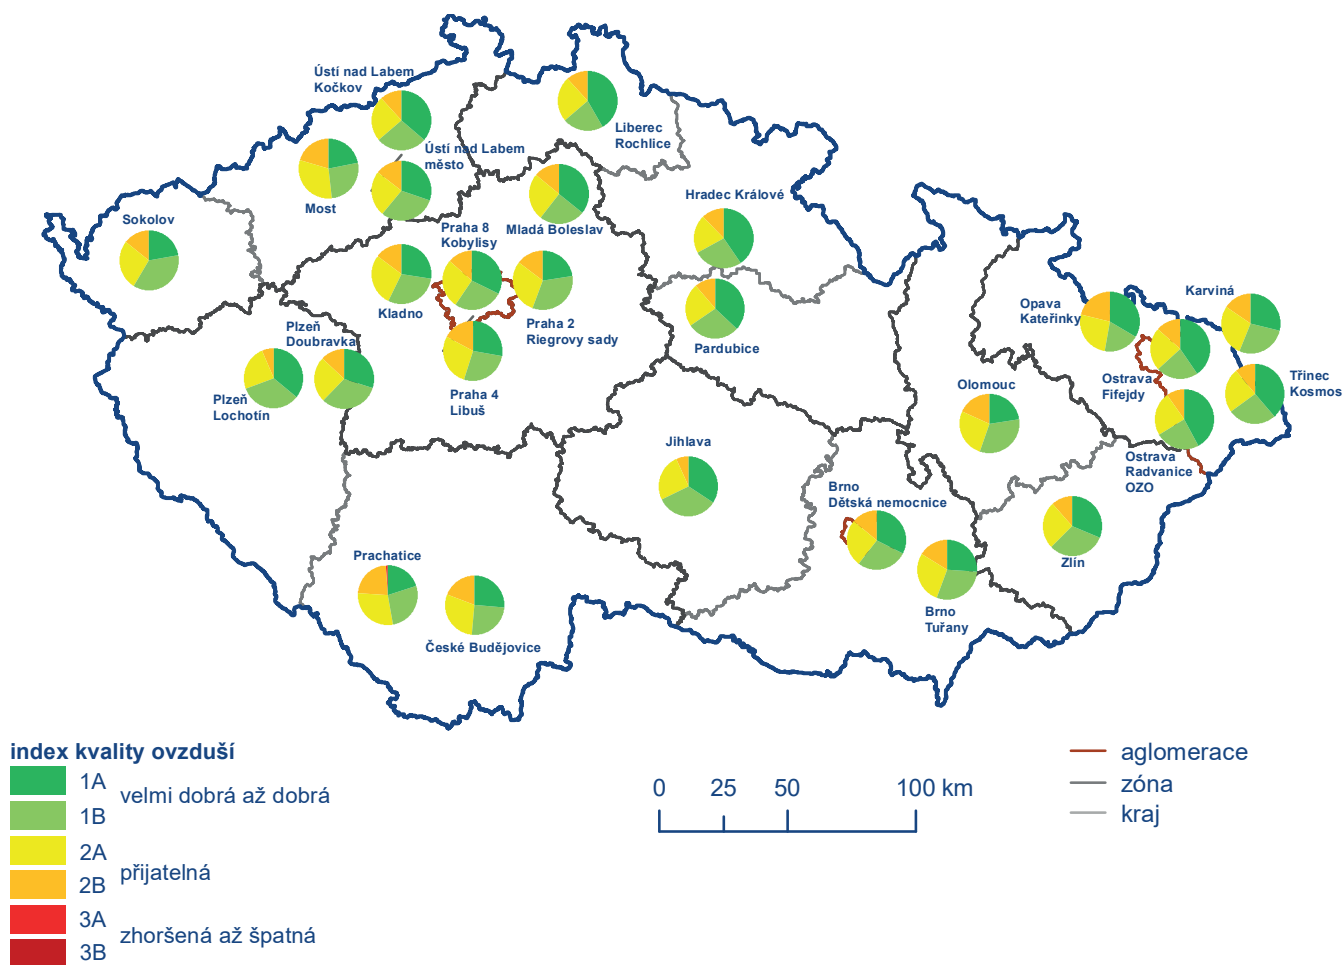 Ústí nad Labem
Kočkov
Liberec
Rochlice
Ústí nad Labem
město
Most
Sokolov
Hradec Králové
Praha 8
Kobylisy
Mladá Boleslav
Kladno
Praha 2
Riegrovy sady
Pardubice
Opava
Kateřinky
Karviná
Plzeň
Doubravka
Plzeň
Lochotín
Praha 4
Libuš
Olomouc
Ostrava
Fifejdy
Třinec
Kosmos
Jihlava
Ostrava
Radvanice
OZO
Brno
Dětská nemocnice
Zlín
Prachatice
Brno
Tuřany
České Budějovice
index kvality ovzduší
1A
velmi dobrá až dobrá
1B
2A
přijatelná
2B
3A
zhoršená až špatná
3B
0 25 50 100 km
aglomerace
zóna
kraj